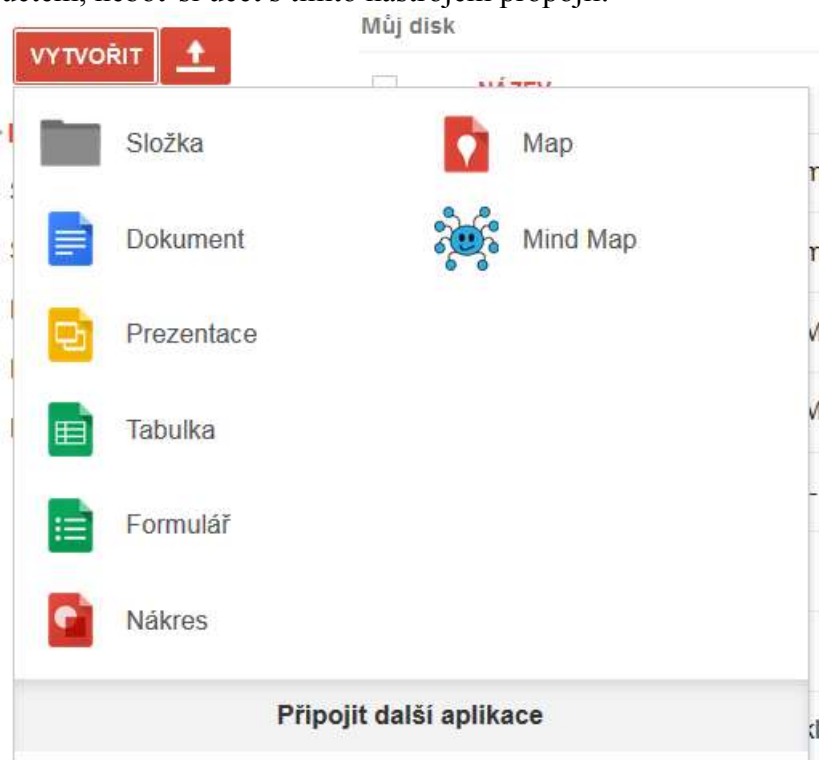 Můj disk
VYTVOŘIT
Složka
Map
Dokument
Mind Map
Prezentace
Tabulka
Formulář
Nákres
Připojit další aplikace